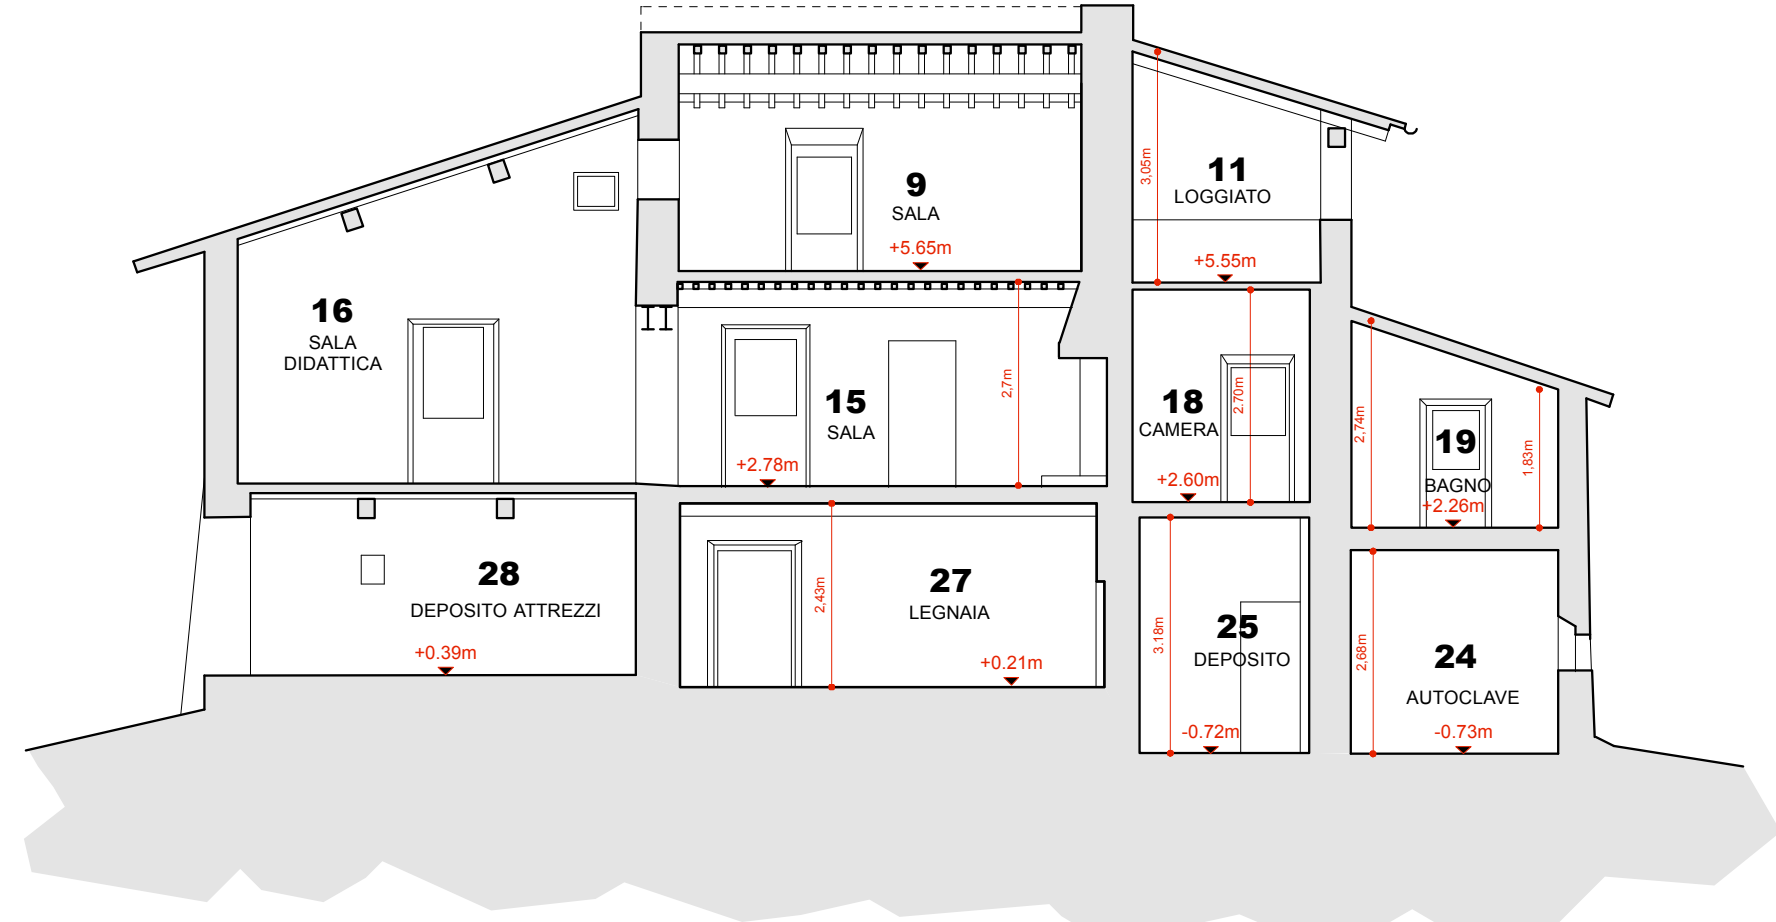 3,05m
11
LOGGIATO
+5.55m
9
SALA
+5.65m
16
SALA
DIDATTICA
15
SALA
+2.78m
2,7m
18
CAMERA
+2.60m
2.70m
2,74m
19
BAGNO
+2.26m
1,83m
28
DEPOSITO ATTREZZI
+0.39m
2,43m
27
LEGNAIA
+0.21m
3.18m
25
DEPOSITO
-0.72m
2,68m
24
AUTOCLAVE
-0.73m